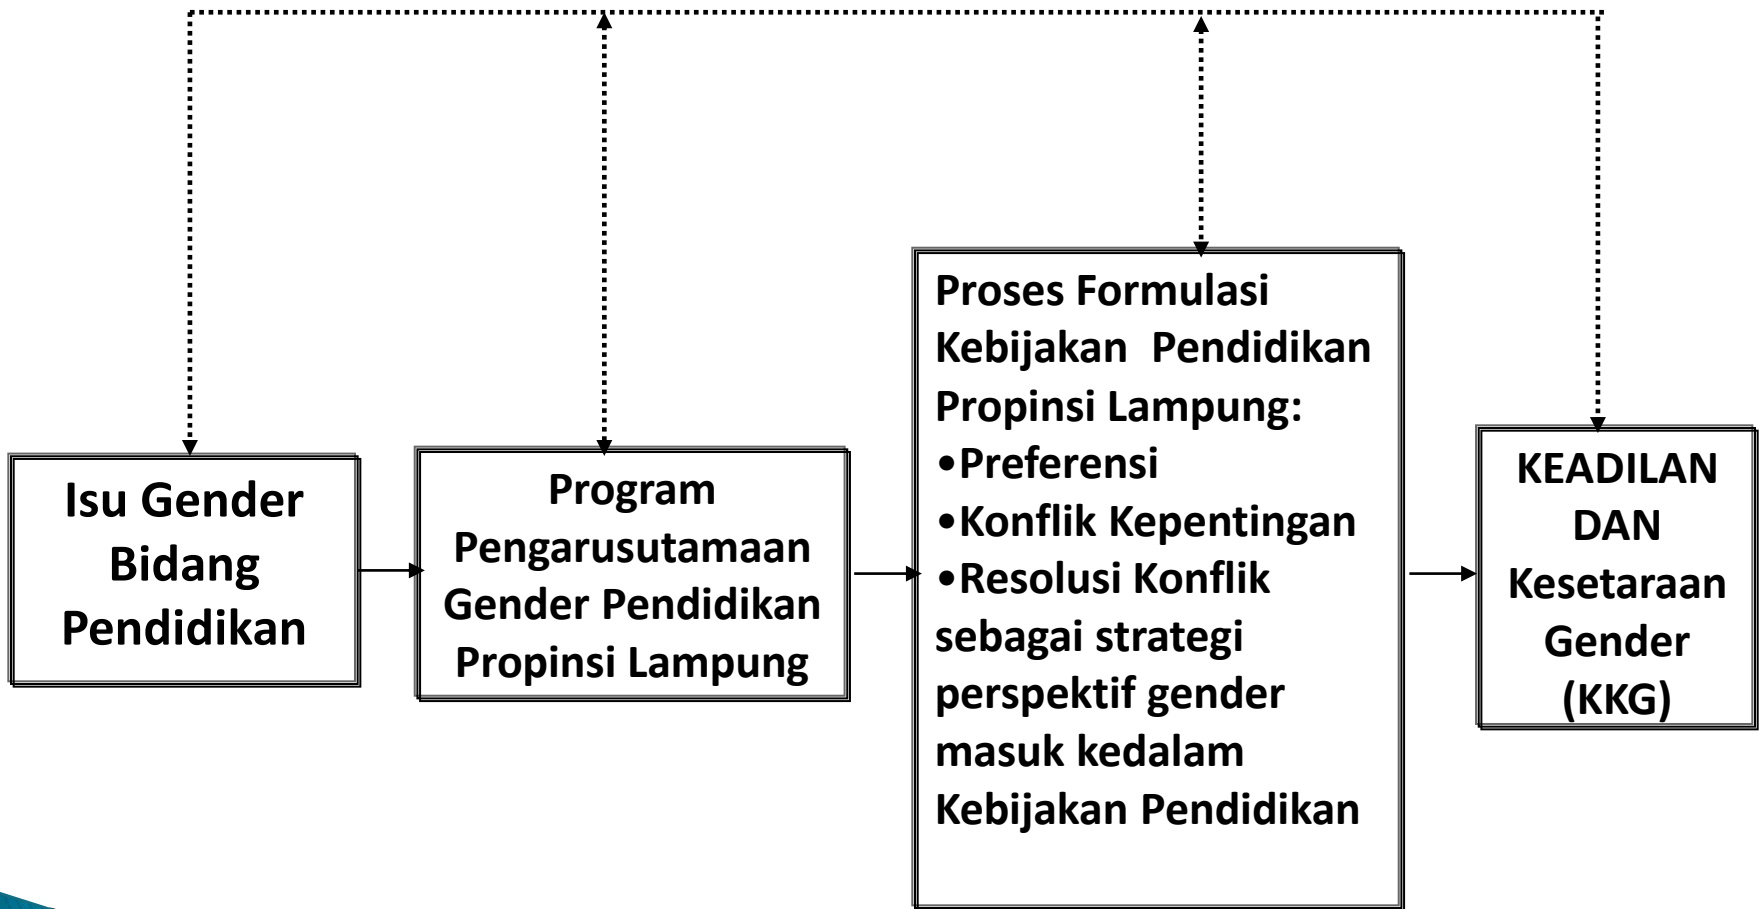 Isu Gender
Bidang
Pendidikan
Program
Pengarusutamaan
Gender Pendidikan
Propinsi Lampung
Proses Formulasi
Kebijakan  Pendidikan
Propinsi Lampung:
•Preferensi
•Konflik Kepentingan
•Resolusi Konflik
sebagai strategi
perspektif gender
masuk kedalam
Kebijakan Pendidikan
KEADILAN
DAN
Kesetaraan
Gender
(KKG)